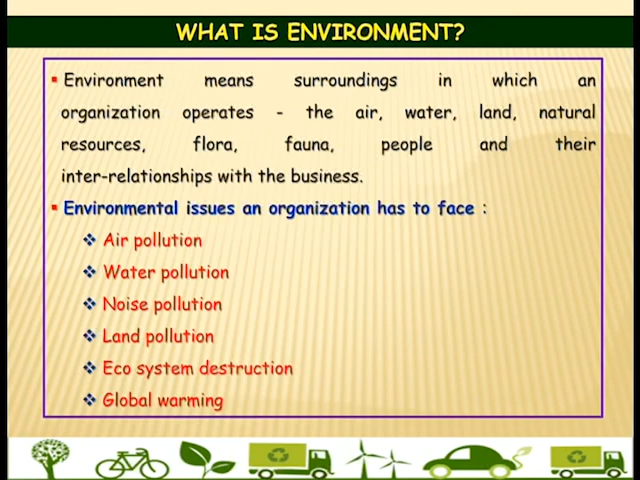 WHAT IS ENVIRONMENT?
▪ Environment means surroundings in which an
organization operates - the air, water, land, natural
resources, flora, fauna, people and their
inter-relationships with the business.
▪ Environmental issues an organization has to face :
❖ Air pollution
❖ Water pollution
❖ Noise pollution
❖ Land pollution
❖ Eco system destruction
❖ Global warming